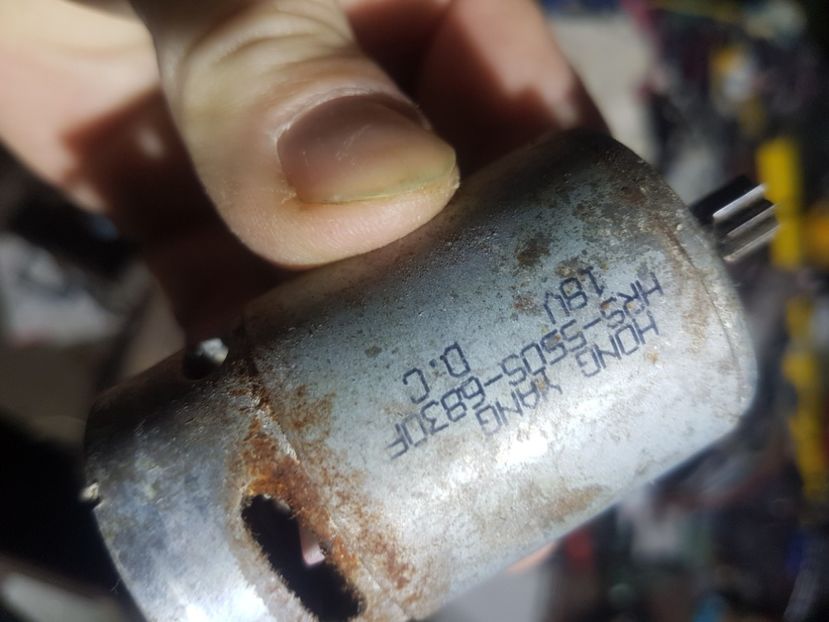 HONG YANG
HRS-550S-6830F
18V D.C